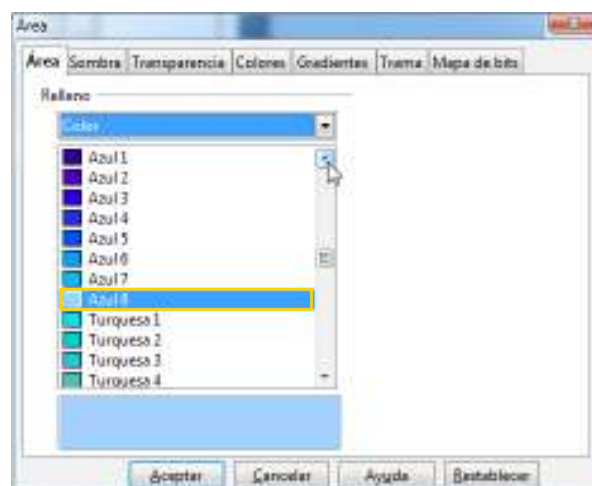 Área
Área Sombra Transparencia Colores Gradientes Trama Mapa de bits
Relleno
Color
Azul 1
Azul 2
Azul 3
Azul 4
Azul 5
Azul 6
Azul 7
Azul 8
Turquesa 1
Turquesa 2
Turquesa 3
Turquesa 4
Aceptar Cancelar Ayuda Restablecer